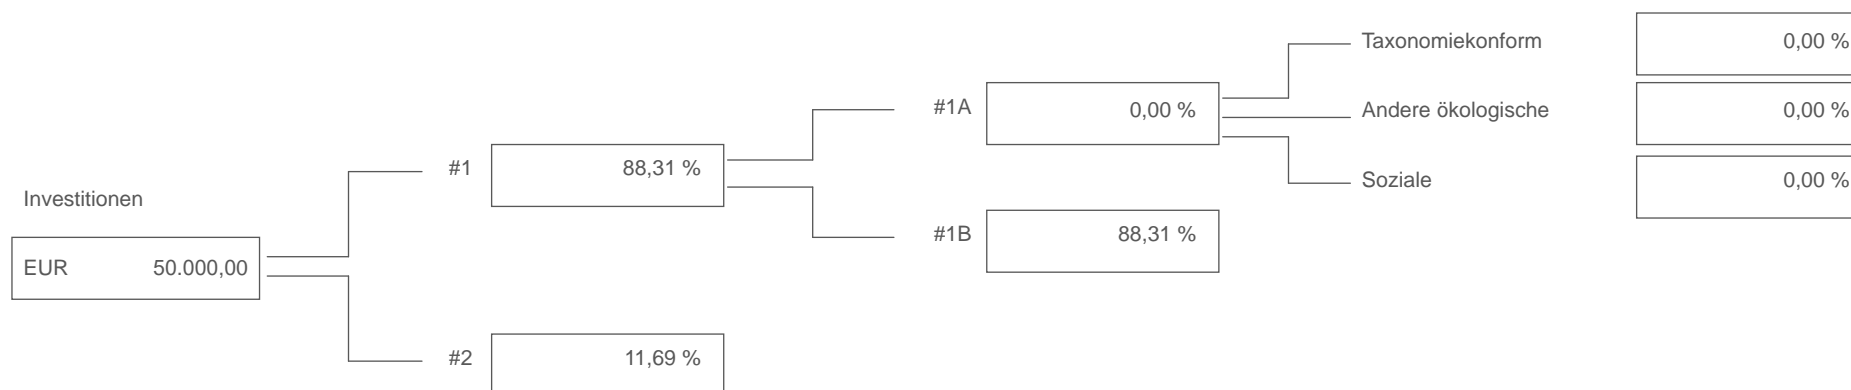 Investitionen
EUR 50.000,00
#1 88,31 %
#2 11,69 %
#1A 0,00 %
#1B 88,31 %
Taxonomiekonform 0,00 %
Andere ökologische 0,00 %
Soziale 0,00 %